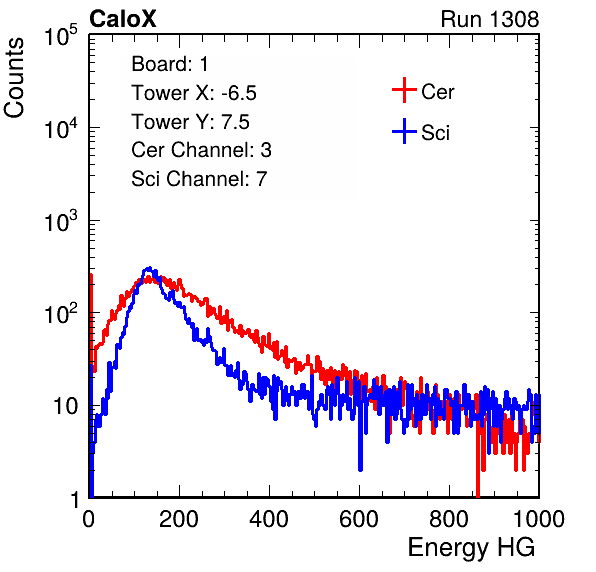 CaloX Run 1308
Counts
10^5
10^4
10^3
10^2
10
1
Board: 1
Tower X: -6.5
Tower Y: 7.5
Cer Channel: 3
Sci Channel: 7
Cer
Sci
0 200 400 600 800 1000
Energy HG